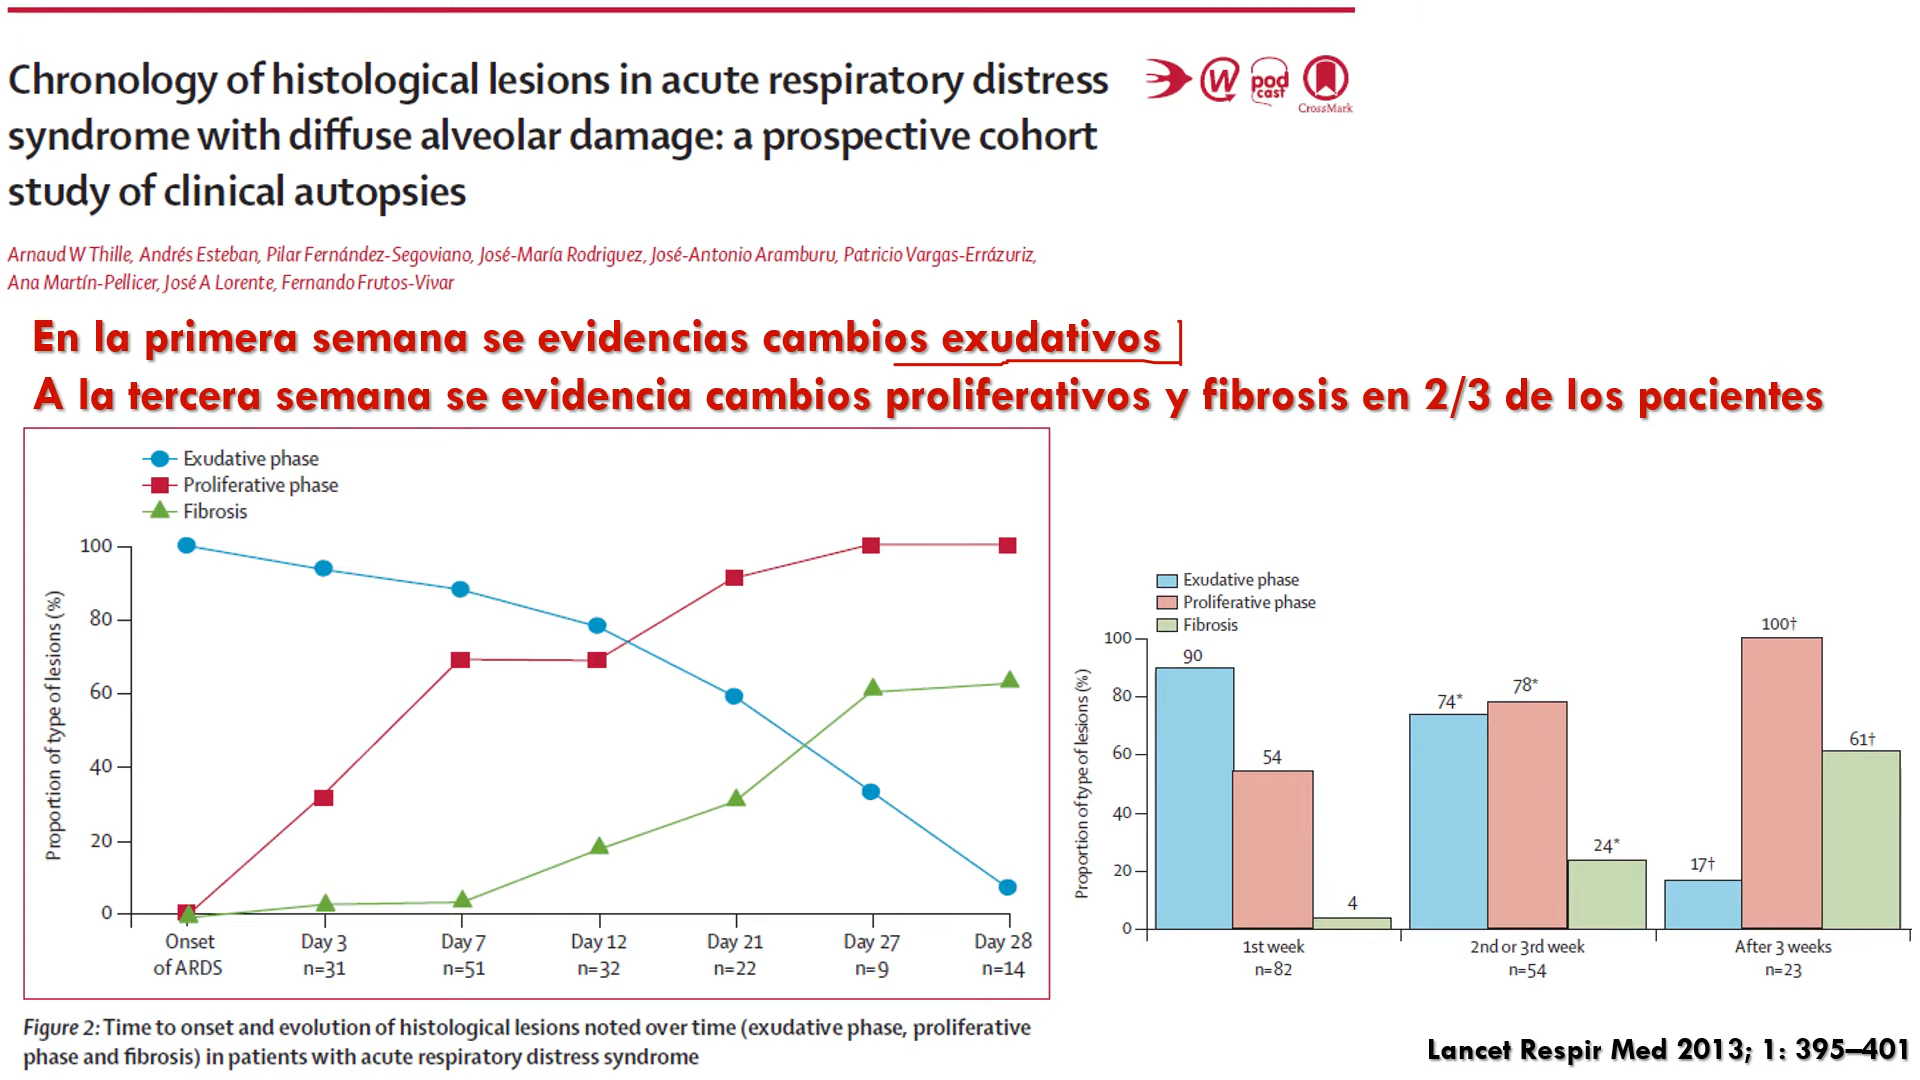 Chronology of histological lesions in acute respiratory distress
syndrome with diffuse alveolar damage: a prospective cohort
study of clinical autopsies
W
pod
cast
CrossMark
Arnaud W Thille, Andrés Esteban, Pilar Fernández-Segoviano, José-María Rodriguez, José-Antonio Aramburu, Patricio Vargas-Errázuriz,
Ana Martín-Pellicer, José A Lorente, Fernando Frutos-Vivar
En la primera semana se evidencias cambios exudativos
A la tercera semana se evidencia cambios proliferativos y fibrosis en 2/3 de los pacientes
Exudative phase
Proliferative phase
Fibrosis
Proportion of type of lesions (%)
100
80
60
40
20
0
Onset of ARDS
Day 3 n=31
Day 7 n=51
Day 12 n=32
Day 21 n=22
Day 27 n=9
Day 28 n=14
Figure 2: Time to onset and evolution of histological lesions noted over time (exudative phase, proliferative
phase and fibrosis) in patients with acute respiratory distress syndrome
Exudative phase
Proliferative phase
Fibrosis
Proportion of type of lesions (%)
100
80
60
40
20
0
90
54
4
74*
78*
24*
17†
100†
61†
1st week n=82
2nd or 3rd week n=54
After 3 weeks n=23
Lancet Respir Med 2013; 1: 395–401